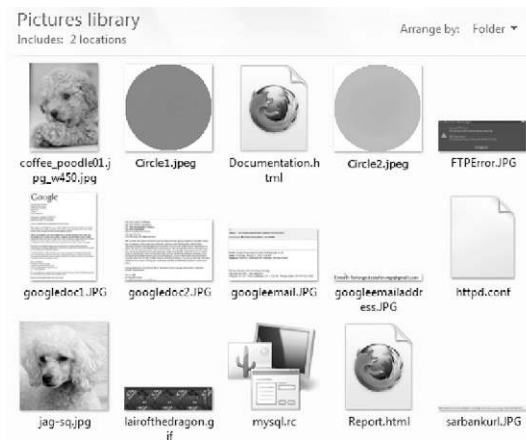 Pictures library
Includes: 2 locations
Arrange by: Folder
coffee_poodle01.j
pg_w450.jpg
Circle1.jpeg
Documentation.h
tml
Circle2.jpeg
FTPError.JPG
Google
googledoc1.JPG
googledoc2.JPG
googleemail.JPG
googleemailaddr
ess.JPG
httpd.conf
jag-sq.jpg
lairofthedragon.g
if
mysql.rc
Report.html
sarbankurl.JPG